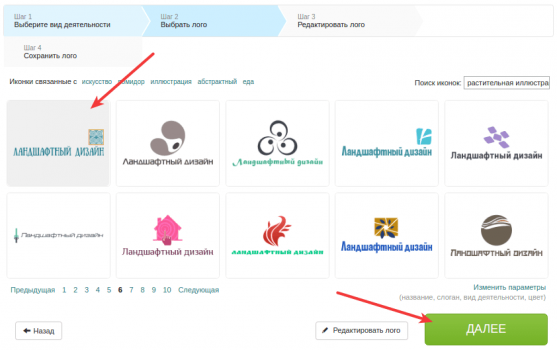 Шаг 1
Выберите вид деятельности
Шаг 2
Выбрать лого
Шаг 3
Редактировать лого
Шаг 4
Сохранить лого
Иконки связанные с искусство помидор иллюстрация абстрактный еда
Поиск иконок: растительная иллюстра
Ландшафтный дизайн
Ландшафтный дизайн
Ландшафтный дизайн
Ландшафтный дизайн
Ландшафтный дизайн
Ландшафтный дизайн
Ландшафтный дизайн
Ландшафтный дизайн
Ландшафтный дизайн
Ландшафтный дизайн
Предыдущая 1 2 3 4 5 6 7 8 9 10 Следующая
Изменить параметры
(название, слоган, вид деятельности, цвет)
Назад
Редактировать лого
ДАЛЕЕ